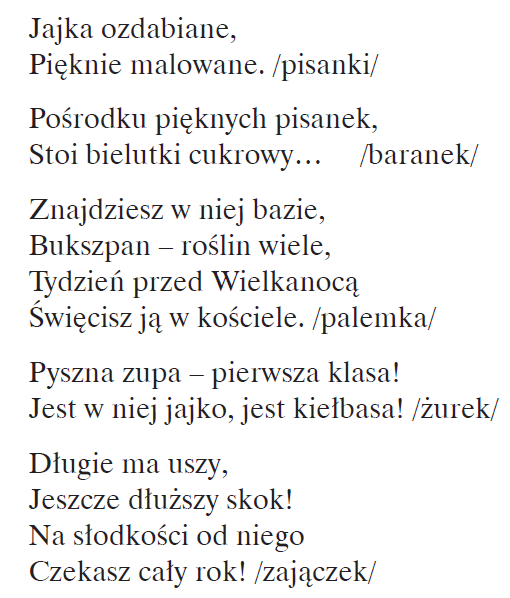 Jajka ozdabiane,
Pięknie malowane. /pisanki/
Pośrodku pięknych pisanek,
Stoi bielutki cukrowy… /baranek/
Znajdziesz w niej bazie,
Bukszpan – roślin wiele,
Tydzień przed Wielkanocą
Święcisz ją w kościele. /palemka/
Pyszna zupa – pierwsza klasa!
Jest w niej jajko, jest kiełbasa! /żurek/
Długie ma uszy,
Jeszcze dłuższy skok!
Na słodkości od niego
Czekasz cały rok! /zajączek/